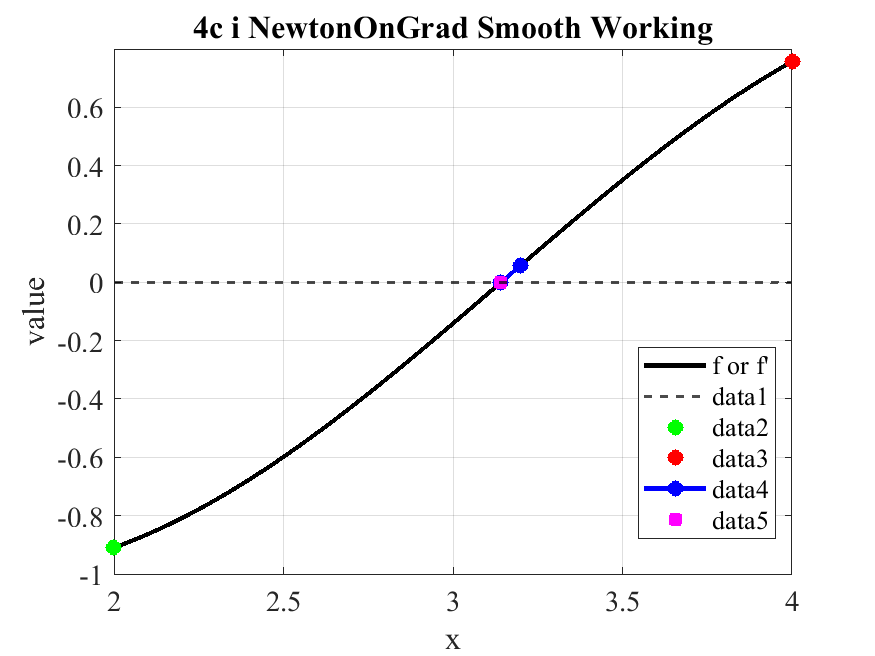 4c i NewtonOnGrad Smooth Working
0.6
0.4
0.2
0
-0.2
-0.4
-0.6
-0.8
-1
value
2
2.5
3
3.5
4
x
f or f'
data1
data2
data3
data4
data5